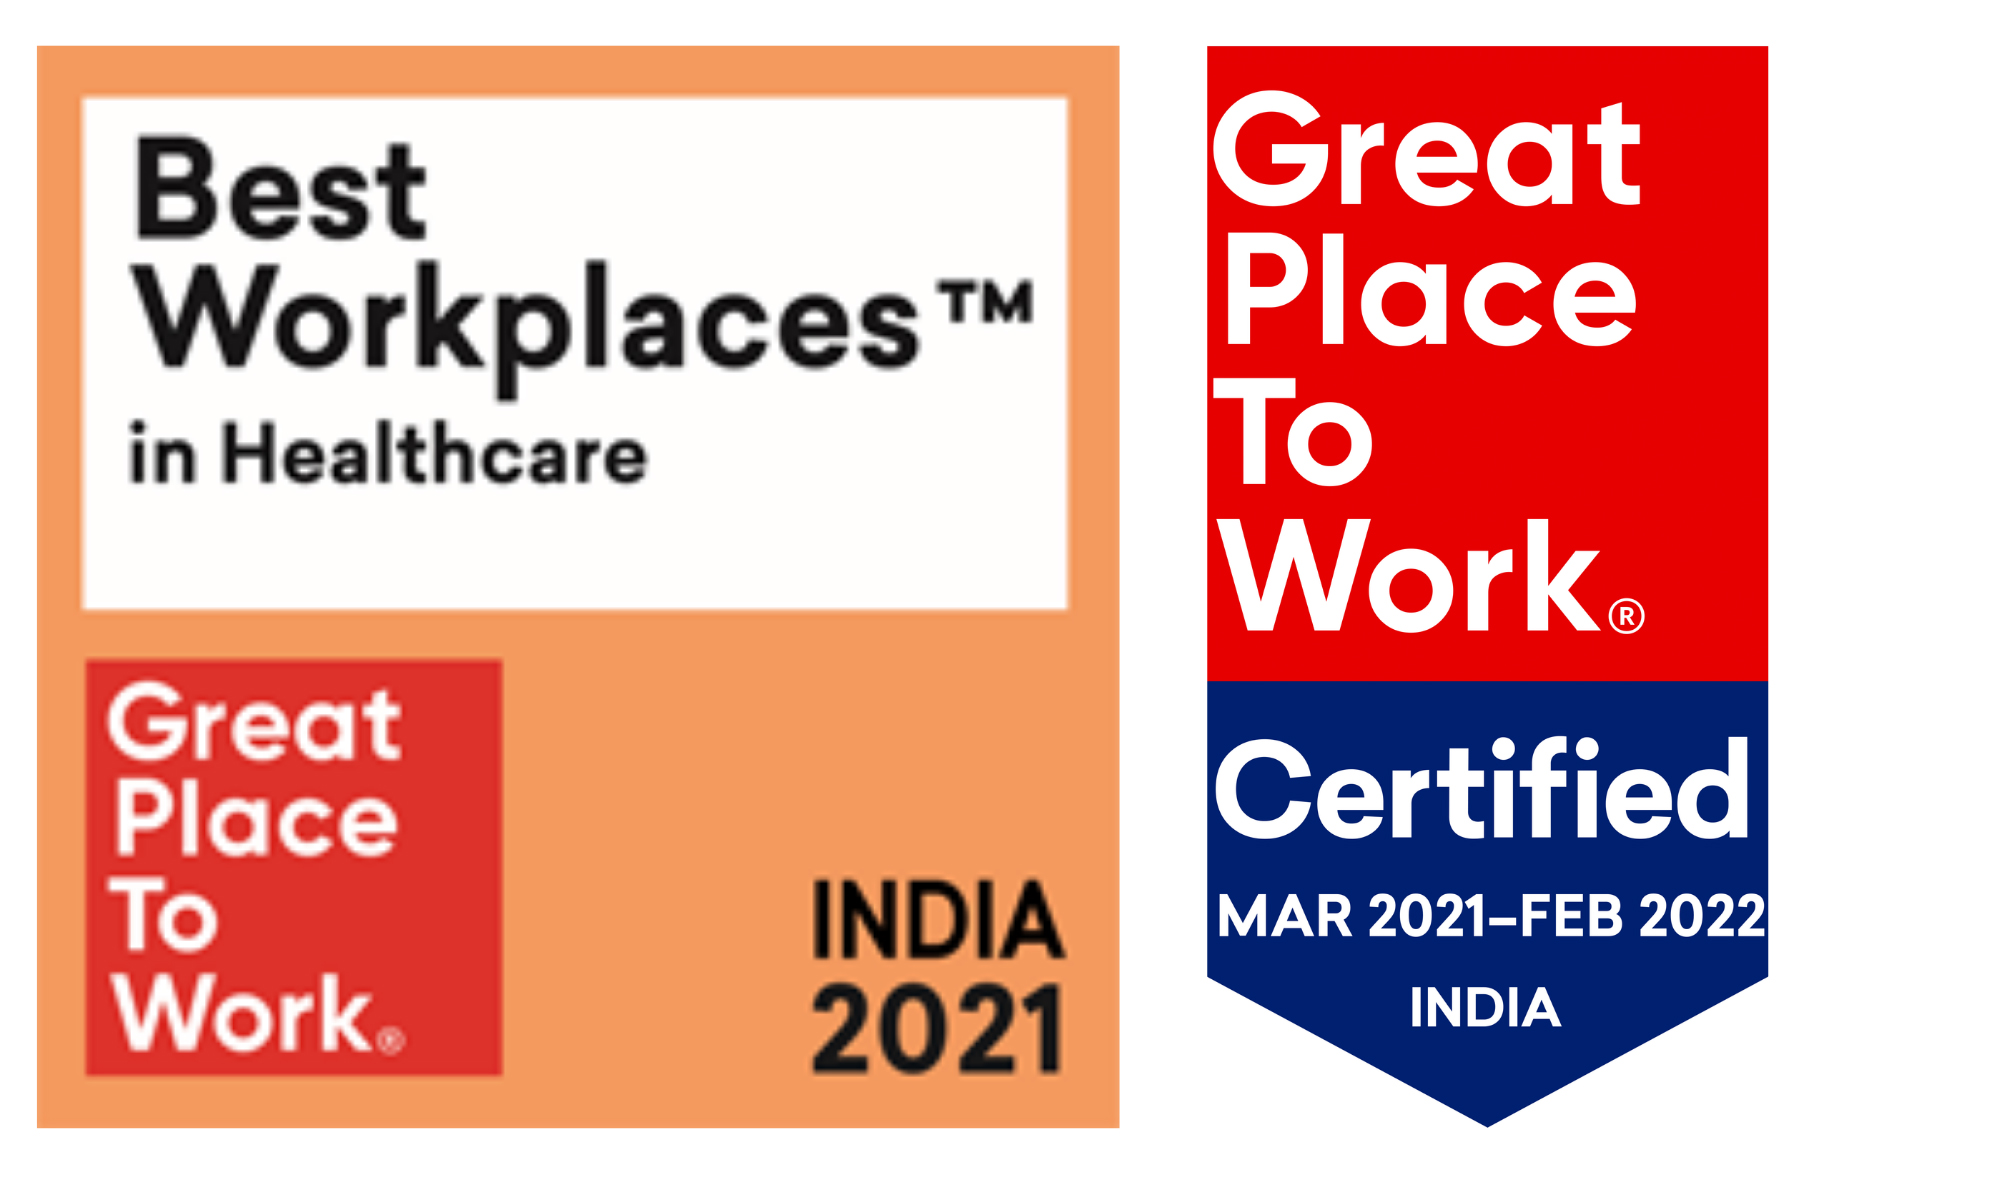 Best
Workplaces™
in Healthcare
Great
Place
To
Work®
INDIA
2021
Great
Place
To
Work®
Certified
MAR 2021–FEB 2022
INDIA